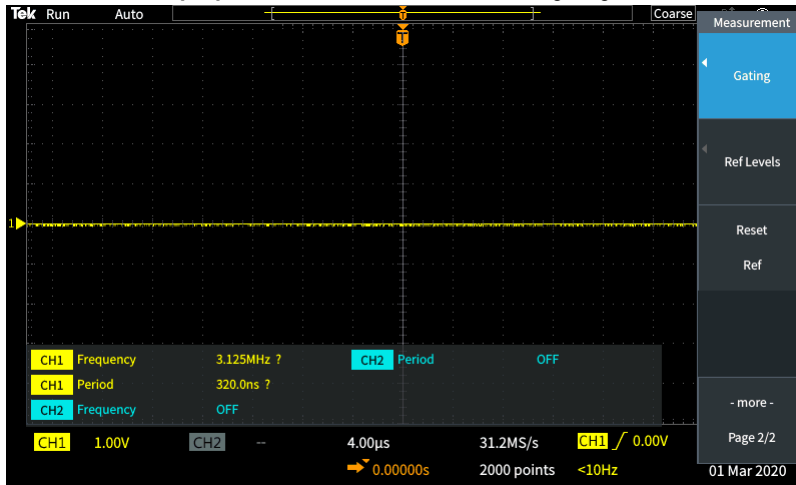 Tek Run Auto Coarse
Measurement
Gating
Ref Levels
Reset
Ref
1
CH1 Frequency 3.125MHz ? CH2 Period OFF
CH1 Period 320.0ns ?
CH2 Frequency OFF
- more -
Page 2/2
CH1 1.00V CH2 -- 4.00µs 31.2MS/s CH1 0.00V
0.00000s 2000 points <10Hz 01 Mar 2020